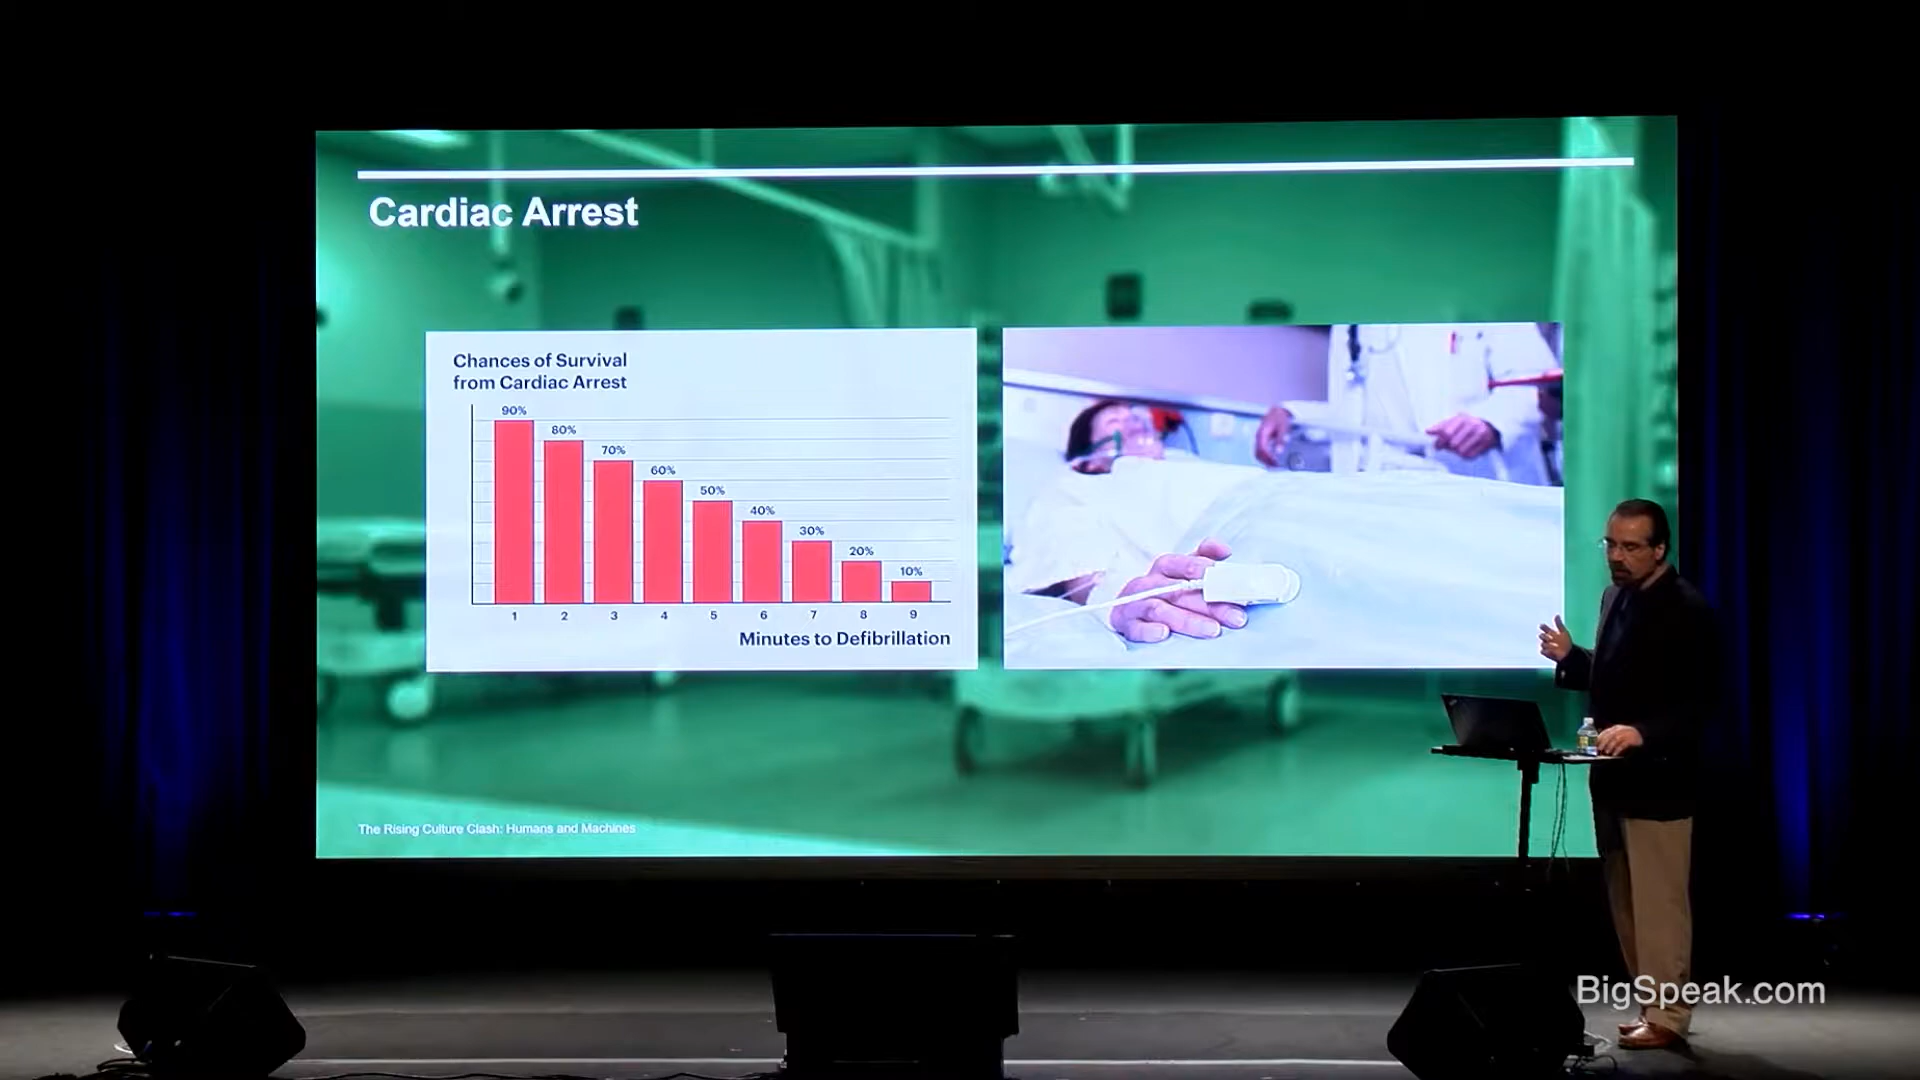 Cardiac Arrest
Chances of Survival
from Cardiac Arrest
90%
80%
70%
60%
50%
40%
30%
20%
10%
1 2 3 4 5 6 7 8 9
Minutes to Defibrillation
The Rising Culture Clash: Humans and Machines
BigSpeak.com